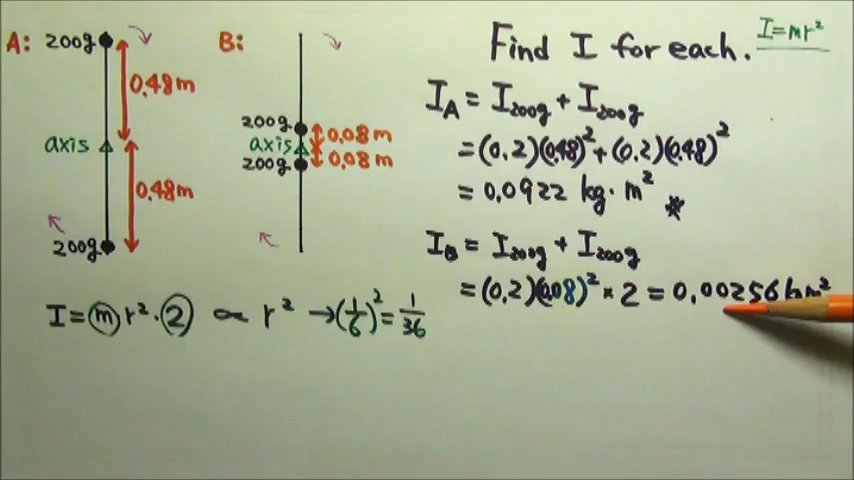 A: 200g
0.48m
axis
0.48m
200g
B:
200g
0.08m
axis
0.08m
200g
I = m r² · 2 ∝ r² → (1/6)² = 1/36
Find I for each.
I=mr²
I_A = I_200g + I_200g
= (0.2)(0.48)² + (0.2)(0.48)²
= 0.0922 kg·m² *
I_B = I_200g + I_200g
= (0.2)(0.08)² × 2 = 0.00256